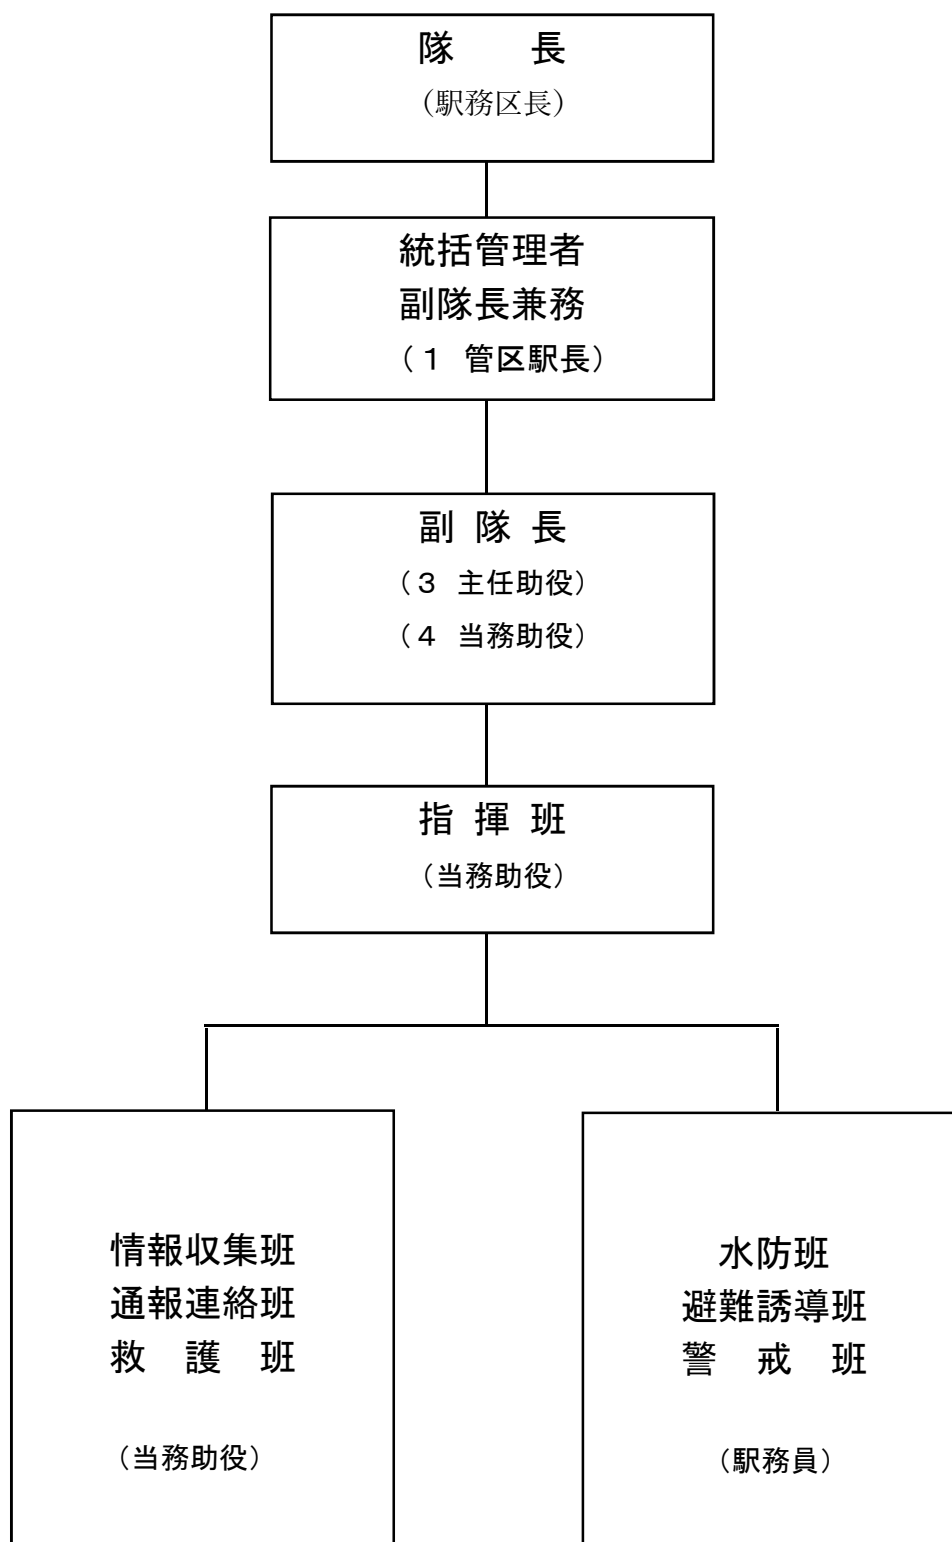 隊　　長
（駅務区長）
統括管理者
副隊長兼務
（１　管区駅長）
副 隊 長
（３　主任助役）
（４　当務助役）
指 揮 班
（当務助役）
情報収集班
通報連絡班
救　護　班
（当務助役）
水防班
避難誘導班
警　戒　班
（駅務員）